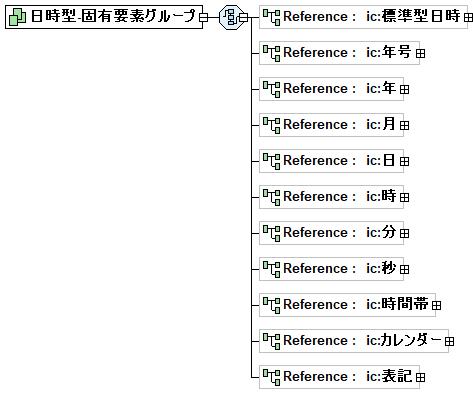 日時型-固有要素グループ
Reference : ic:標準型日時
Reference : ic:年号
Reference : ic:年
Reference : ic:月
Reference : ic:日
Reference : ic:時
Reference : ic:分
Reference : ic:秒
Reference : ic:時間帯
Reference : ic:カレンダー
Reference : ic:表記